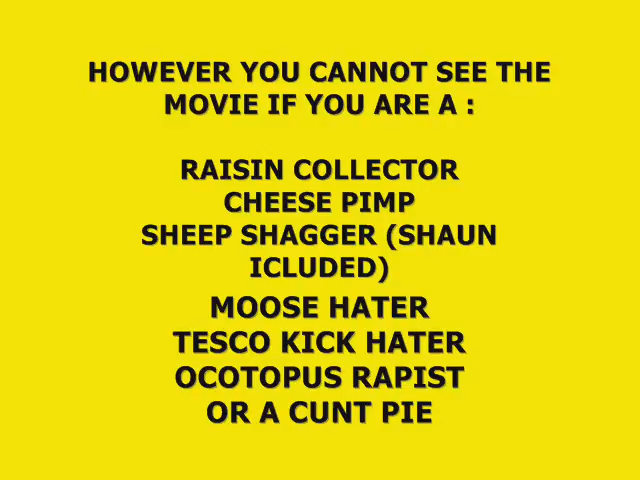 HOWEVER YOU CANNOT SEE THE
MOVIE IF YOU ARE A :
RAISIN COLLECTOR
CHEESE PIMP
SHEEP SHAGGER (SHAUN
ICLUDED)
MOOSE HATER
TESCO KICK HATER
OCOTOPUS RAPIST
OR A CUNT PIE